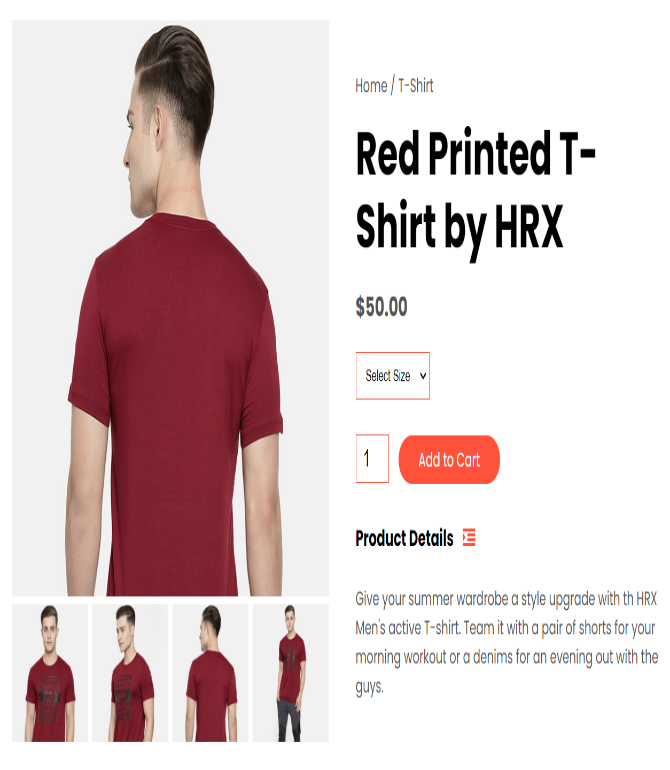 Home / T-Shirt
Red Printed T-
Shirt by HRX
$50.00
Select Size
1
Add to Cart
Product Details
Give your summer wardrobe a style upgrade with th HRX
Men's active T-shirt. Team it with a pair of shorts for your
morning workout or a denims for an evening out with the
guys.